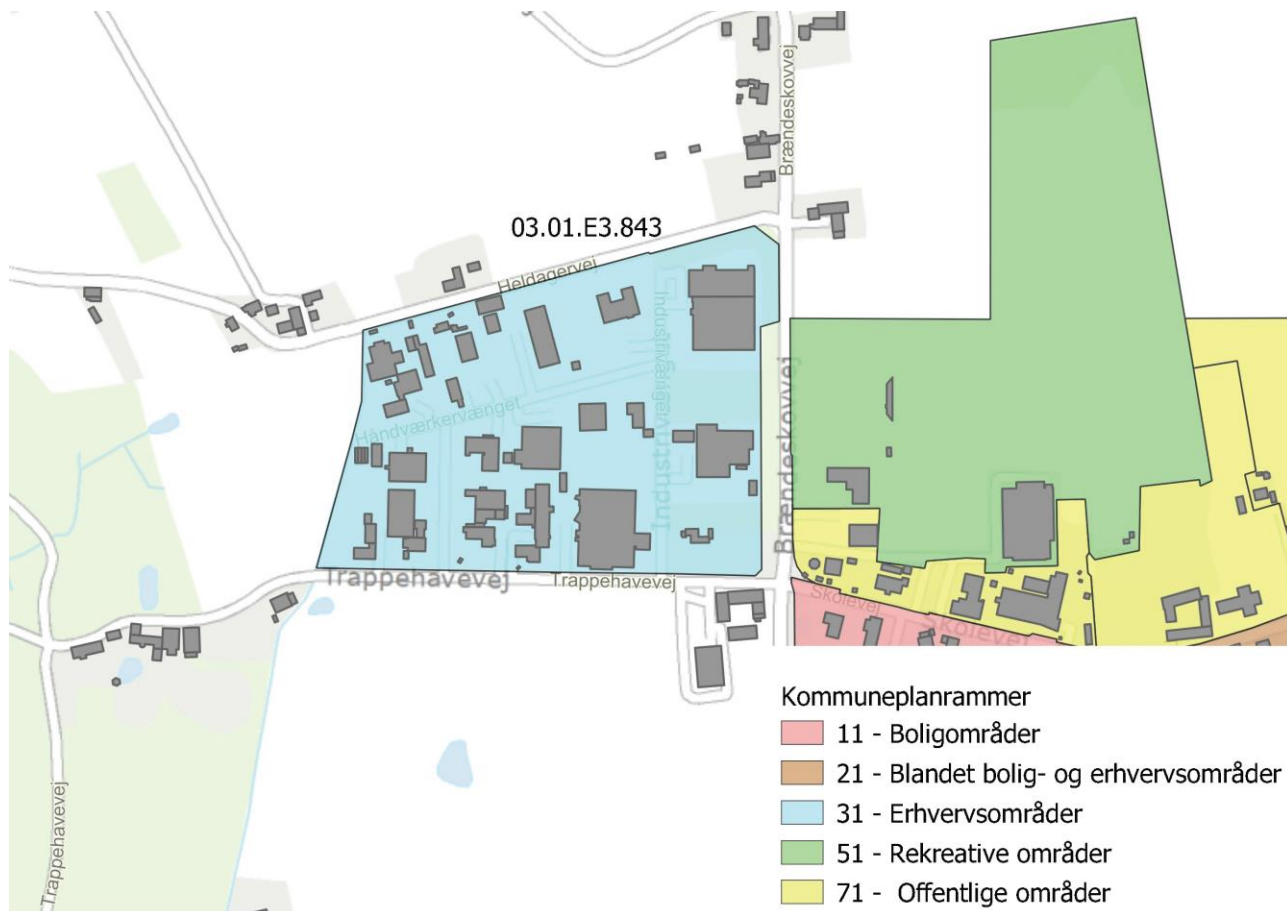 Brændeskovvej
03.01.E3.843
Heldagervej
Industrivænget
Håndværkervænget
Industrivænget
Brændeskovvej
Trappehavevej
Trappehavevej
Skolevej
Skolevej
Trappehavevej
Kommuneplanrammer
11 - Boligområder
21 - Blandet bolig- og erhvervsområder
31 - Erhvervsområder
51 - Rekreative områder
71 - Offentlige områder